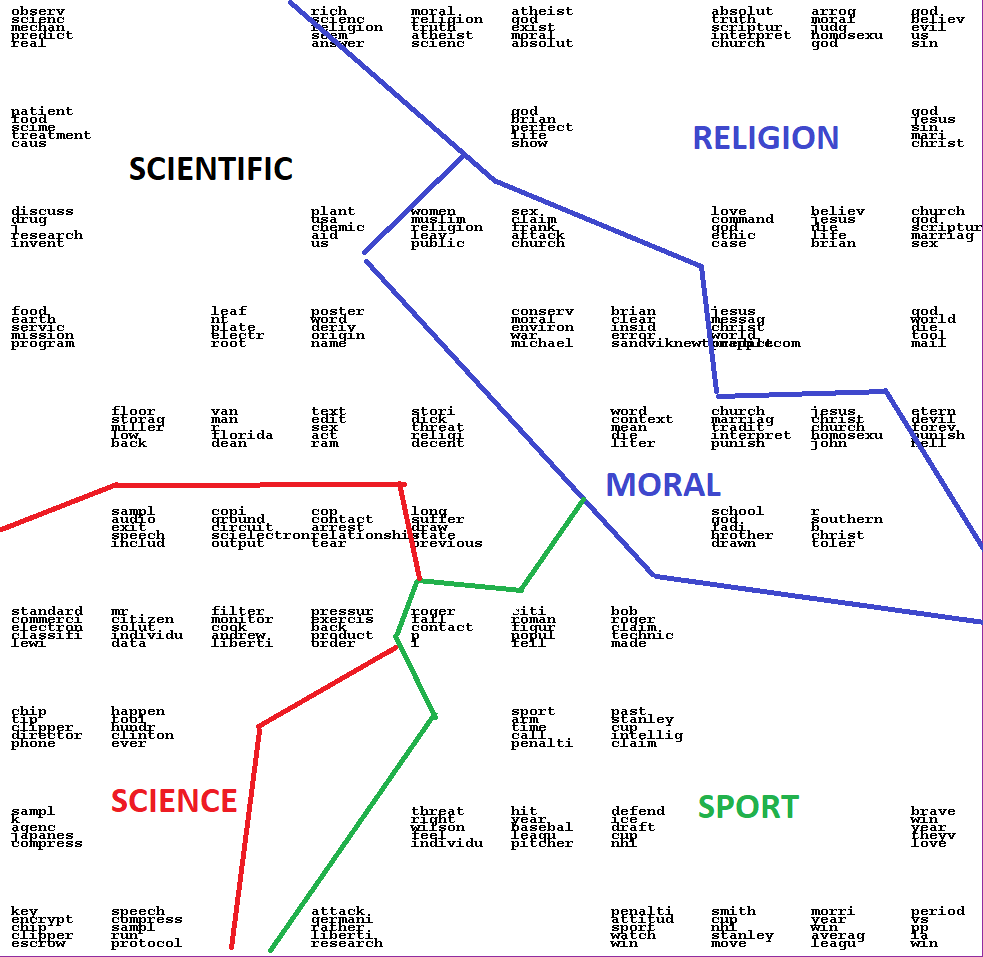 observ
scienc
mechan
predict
real
rich
scienc
religion
seem
answer
moral
religion
truth
atheist
scienc
atheist
god
exist
moral
absolut
absolut
truth
scriptur
interpret
church
arrog
moral
judg
homosexu
god
god
believ
evil
us
sin
patient
food
scime
treatment
caus
god
brian
perfect
life
show
god
jesus
sin
mari
christ
SCIENTIFIC
RELIGION
discuss
drug
j
research
invent
plant
usa
chemic
aid
us
women
muslim
religion
leav
public
sex
claim
frank
attack
church
love
command
god
ethic
case
believ
jesus
die
life
brian
church
god
scriptur
marriag
sex
food
earth
servic
mission
program
leaf
nt
plate
electr
root
poster
word
deriv
origin
name
conserv
moral
environ
war
michael
brian
clear
insid
error
jesus
messag
christ
world
god
world
die
tool
mail
floor
storag
miller
low
back
van
man
r
florida
dean
text
edit
sex
act
ram
stori
dick
threat
religi
decent
word
context
mean
die
liter
church
marriag
tradit
interpret
punish
jesus
christ
church
homosexu
john
etern
devil
forev
punish
hell
MORAL
sampl
audio
exit
speech
includ
copi
ground
circuit
scielectron
output
cop
contact
arrest
relationship
tear
long
suffer
draw
state
previous
school
god
fadi
brother
drawn
r
southern
b
christ
toler
standard
commerci
electron
classifi
lewi
mr
citizen
solut
individu
data
filter
monitor
cook
andrew
liberti
pressur
exercis
back
product
order
roger
fall
contact
p
l
citi
roman
figur
popul
fell
bob
roger
claim
technic
made
chip
tip
clipper
director
phone
happen
tool
hundr
clinton
ever
sport
arm
time
call
penalti
past
stanley
cup
intellig
claim
SCIENCE
SPORT
sampl
k
agenc
japanes
compress
threat
right
wilson
feel
individu
hit
year
basebal
leagu
pitcher
defend
ice
draft
cup
nhl
brave
win
year
theyv
love
key
encrypt
chip
clipper
escrow
speech
compress
sampl
run
protocol
attack
germani
rather
liberti
research
penalti
attitud
sport
watch
win
smith
cup
nhl
stanley
move
morri
year
win
averag
leagu
period
vs
pp
la
win